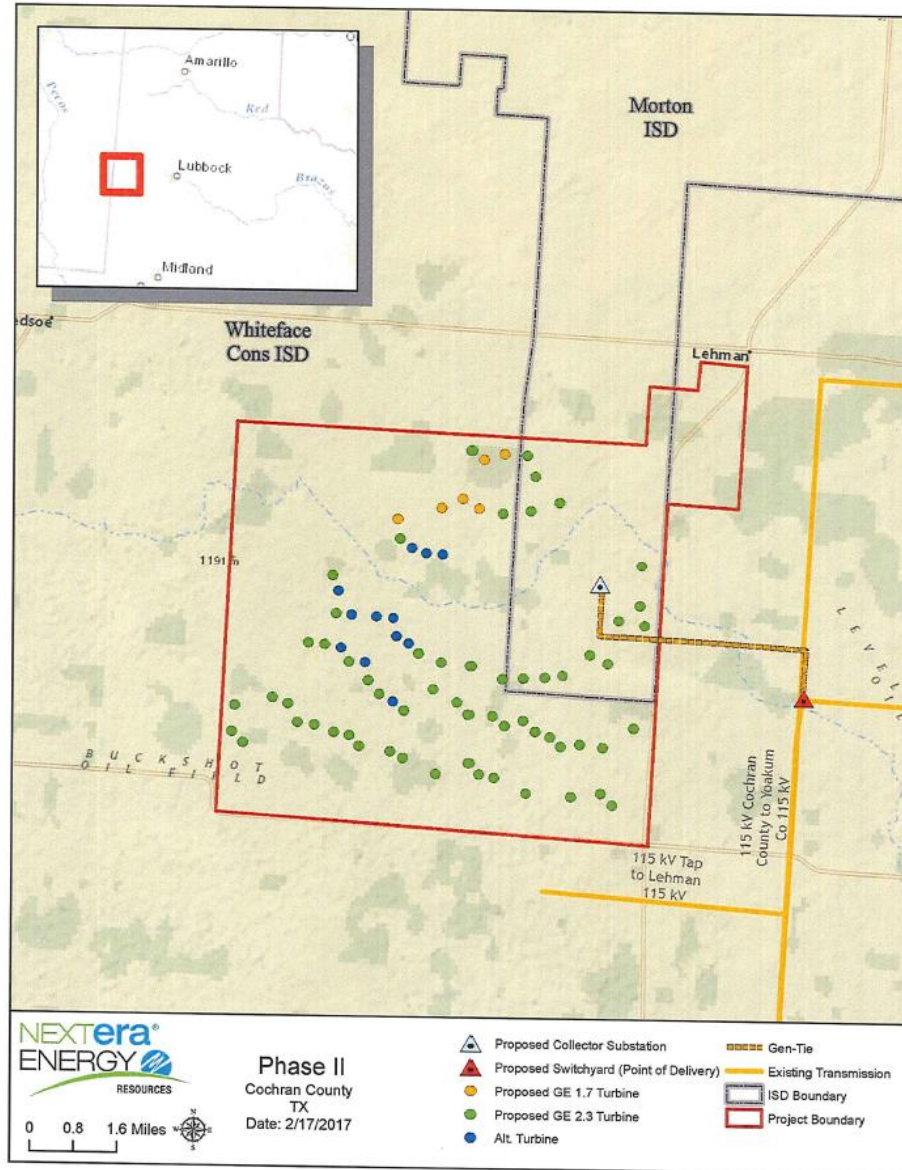 Amarillo
Pecos
Red
Lubbock
Brazos
Midland
Morton
ISD
edsoe
Whiteface
Cons ISD
Lehman
1191 m
LEVEL
OIL
BUCKSHOT
OIL FIELD
115 kV Cochran
County to Yoakum
Co 115 kV
115 kV Tap
to Lehman
115 kV
NEXTera®
ENERGY
RESOURCES
0 0.8 1.6 Miles
N
W
E
S
Phase II
Cochran County
TX
Date: 2/17/2017
Proposed Collector Substation
Proposed Switchyard (Point of Delivery)
Proposed GE 1.7 Turbine
Proposed GE 2.3 Turbine
Alt. Turbine
Gen-Tie
Existing Transmission
ISD Boundary
Project Boundary